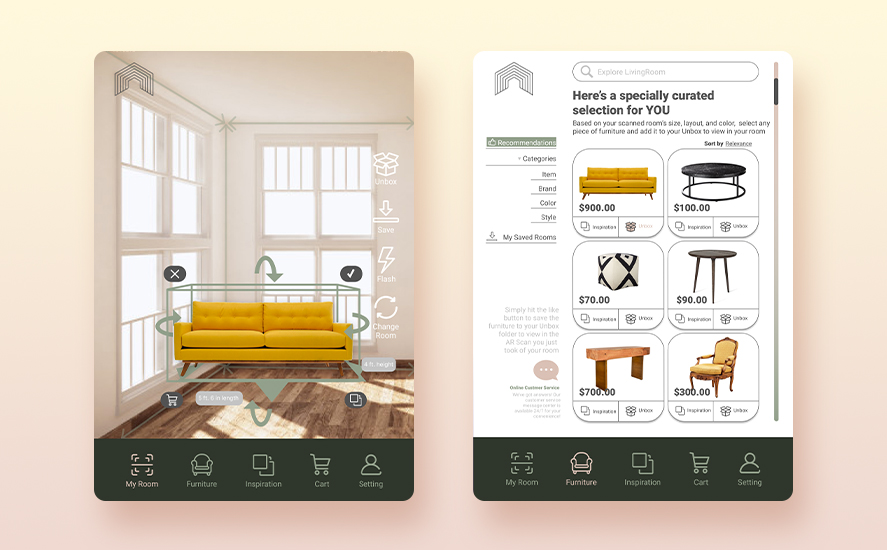 Unbox
Save
Flash
Change
Room
4 ft. height
5 ft. 6 in length
My Room
Furniture
Inspiration
Cart
Setting
Explore LivingRoom
Here's a specially curated
selection for YOU
Based on your scanned room's size, layout, and color, select any
piece of furniture and add it to your Unbox to view in your room
Sort by Relevance
Recommendations
Categories
Item
Brand
Color
Style
My Saved Rooms
$900.00
Inspiration
Unbox
$100.00
Inspiration
Unbox
$70.00
Inspiration
Unbox
$90.00
Inspiration
Unbox
$700.00
Inspiration
Unbox
$300.00
Inspiration
Unbox
Simply hit the like
button to save the
furniture to your Unbox
folder to view in the
AR Scan you just
took of your room
Online Custmer Service
My Room
Furniture
Inspiration
Cart
Setting